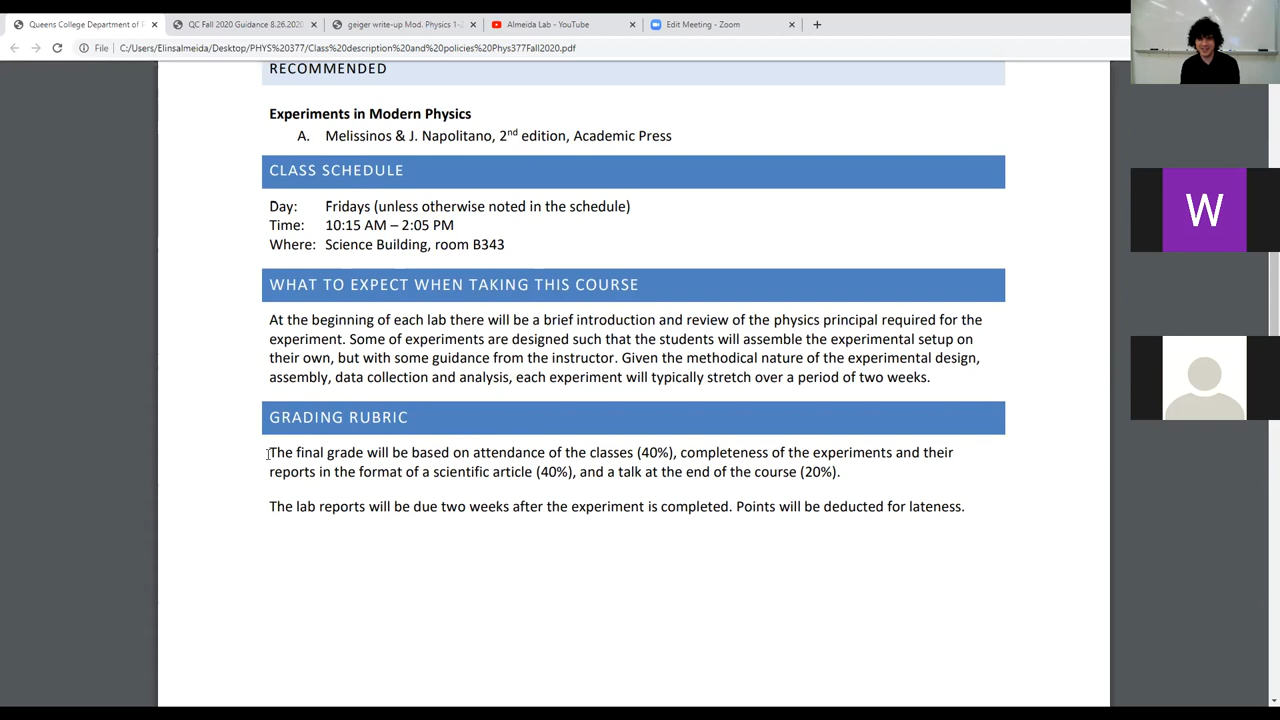 Queens College Department of P
QC Fall 2020 Guidance 8.26.2020
geiger write-up Mod. Physics 1-2
Almeida Lab - YouTube
Edit Meeting - Zoom
File
C:/Users/Elinsalmeida/Desktop/PHYS%20377/Class%20description%20and%20policies%20Phys377Fall2020.pdf
RECOMMENDED
Experiments in Modern Physics
A. Melissinos & J. Napolitano, 2nd edition, Academic Press
CLASS SCHEDULE
Day: Fridays (unless otherwise noted in the schedule)
Time: 10:15 AM – 2:05 PM
Where: Science Building, room B343
WHAT TO EXPECT WHEN TAKING THIS COURSE
At the beginning of each lab there will be a brief introduction and review of the physics principal required for the
experiment. Some of experiments are designed such that the students will assemble the experimental setup on
their own, but with some guidance from the instructor. Given the methodical nature of the experimental design,
assembly, data collection and analysis, each experiment will typically stretch over a period of two weeks.
GRADING RUBRIC
The final grade will be based on attendance of the classes (40%), completeness of the experiments and their
reports in the format of a scientific article (40%), and a talk at the end of the course (20%).
The lab reports will be due two weeks after the experiment is completed. Points will be deducted for lateness.
W